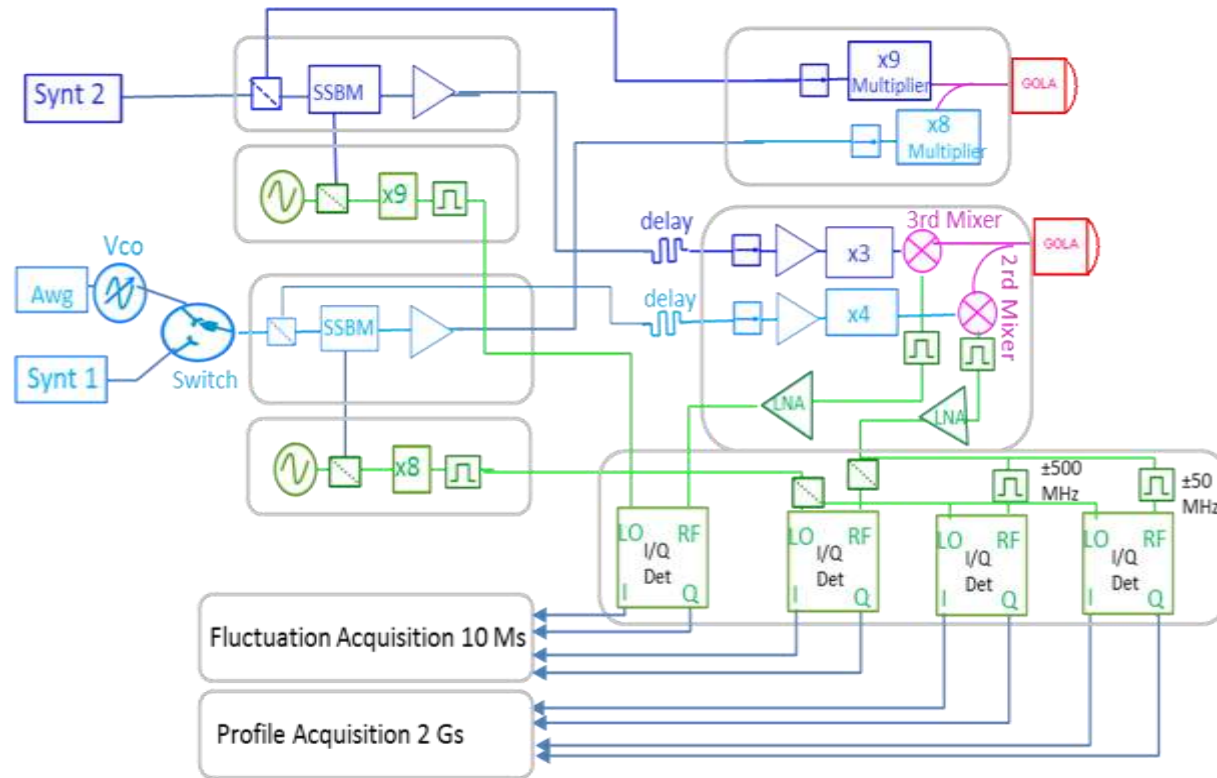 Synt 2
SSBM
x9
Multiplier
GOLA
x8
Multiplier
x9
delay
3rd Mixer
GOLA
x3
2rd Mixer
Vco
Awg
delay
SSBM
x4
Synt 1
Switch
LNA
LNA
x8
±500
MHz
±50
MHz
LO RF
I/Q
Det
I Q
LO RF
I/Q
Det
I Q
LO RF
I/Q
Det
I Q
LO RF
I/Q
Det
I Q
Fluctuation Acquisition 10 Ms
Profile Acquisition 2 Gs